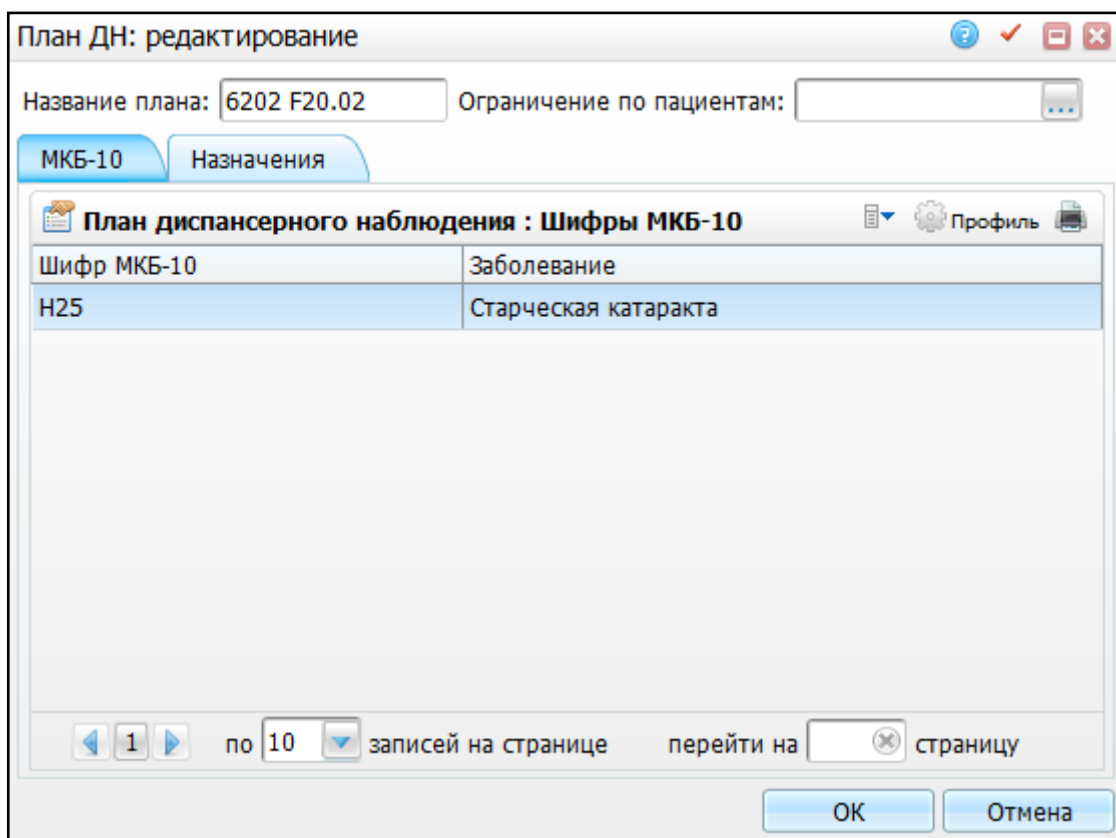 План ДН: редактирование
Название плана: 6202 F20.02 Ограничение по пациентам: ...
МКБ-10 Назначения
План диспансерного наблюдения : Шифры МКБ-10 Профиль
Шифр МКБ-10 Заболевание
H25 Старческая катаракта
1 по 10 записей на странице перейти на страницу
ОК Отмена